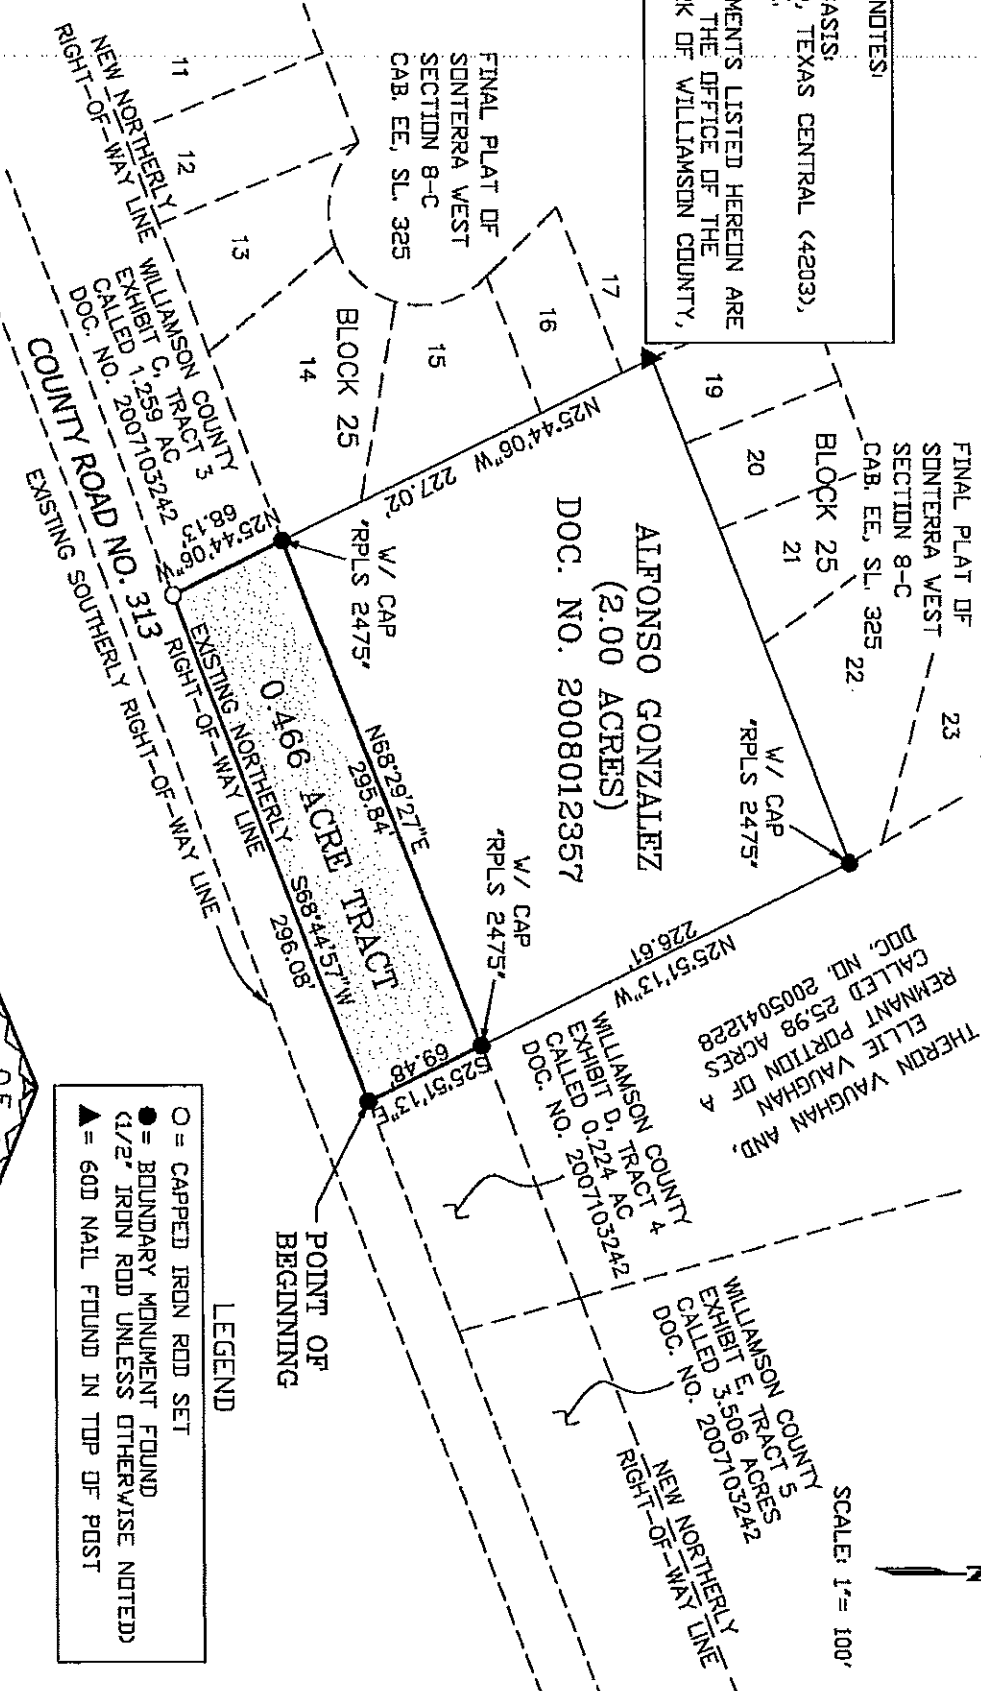 NOTES:
TEXAS CENTRAL (4203),
MENTS LISTED HEREON ARE
THE OFFICE OF THE
OF WILLIAMSON COUNTY,
FINAL PLAT OF
SONTERRA WEST
SECTION 8-C
CAB. EE, SL. 325
FINAL PLAT OF
SONTERRA WEST
SECTION 8-C
CAB. EE, SL. 325
BLOCK 25
19
20
21
22
23
11
12
13
14
15
16
17
BLOCK 25
NEW NORTHERLY
RIGHT-OF-WAY LINE
WILLIAMSON COUNTY
EXHIBIT C, TRACT 3
CALLED 1.259 AC
DOC. NO. 2007103242
COUNTY ROAD NO. 313
EXISTING SOUTHERLY RIGHT-OF-WAY LINE
N25°44'06"W
227.02'
N25°44'06"W
68.13'
W/ CAP
"RPLS 2475"
ALFONSO GONZALEZ
(2.00 ACRES)
DOC. NO. 2008012357
W/ CAP
"RPLS 2475"
W/ CAP
"RPLS 2475"
N68°29'27"E
295.84'
0.466 ACRE TRACT
EXISTING NORTHERLY
RIGHT-OF-WAY LINE
S68°44'57"W
296.08'
N25°51'13"W
226.61'
S25°51'13"E
69.48'
THERON VAUGHAN AND,
ELLIE VAUGHAN
REMNANT PORTION OF A
CALLED 25.98 ACRES
DOC. NO. 2005041228
WILLIAMSON COUNTY
EXHIBIT D, TRACT 4
CALLED 0.224 AC
DOC. NO. 2007103242
WILLIAMSON COUNTY
EXHIBIT E, TRACT 5
CALLED 3.506 ACRES
DOC. NO. 2007103242
NEW NORTHERLY
RIGHT-OF-WAY LINE
POINT OF
BEGINNING
SCALE: 1"= 100'
LEGEND
= CAPPED IRON ROD SET
= BOUNDARY MONUMENT FOUND
(1/2" IRON ROD UNLESS OTHERWISE NOTED)
= 60D NAIL FOUND IN TOP OF POST